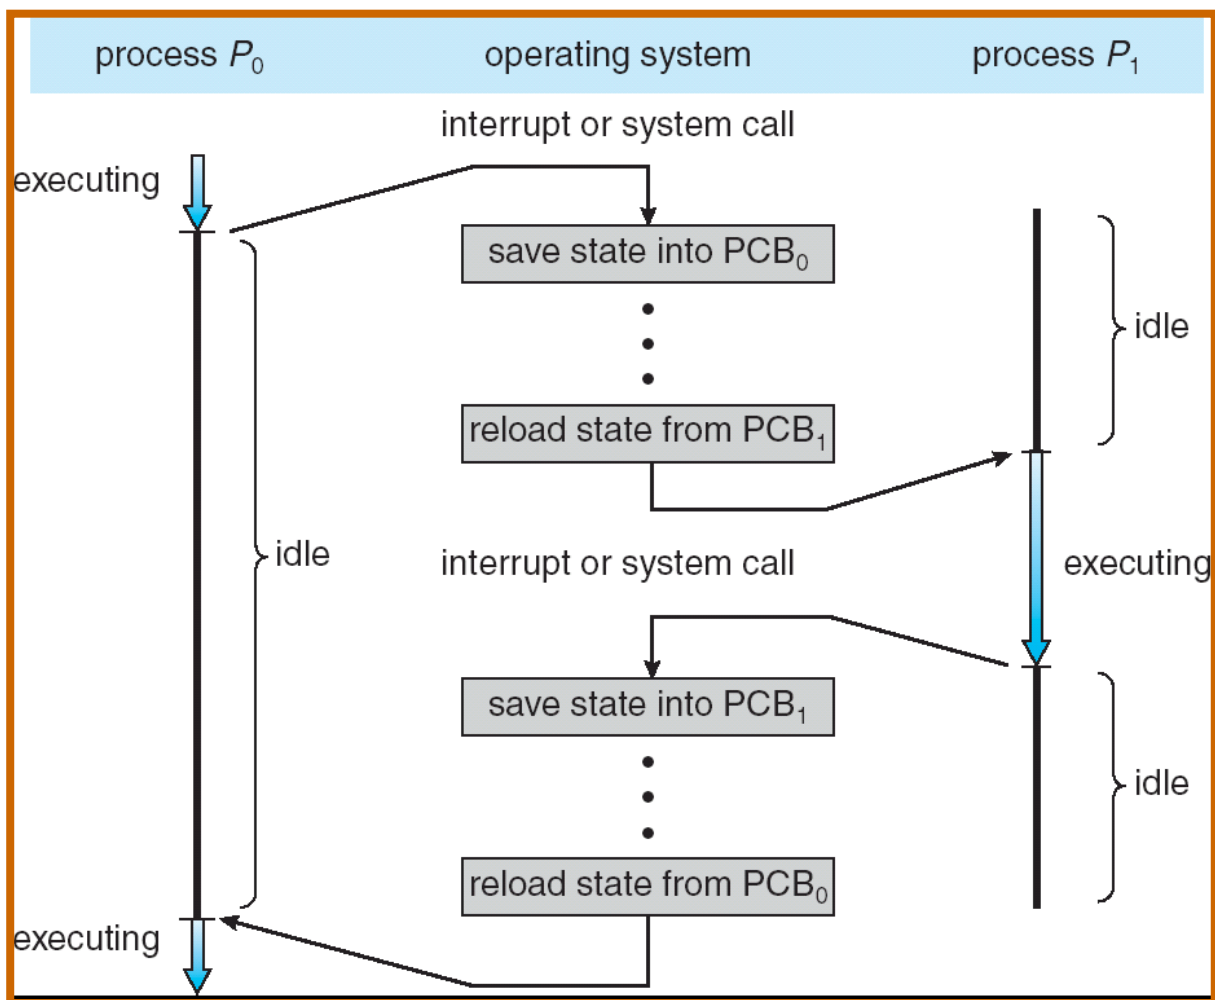 process P₀ operating system process P₁
interrupt or system call
executing
save state into PCB₀
idle
reload state from PCB₁
idle
interrupt or system call
executing
save state into PCB₁
idle
reload state from PCB₀
executing